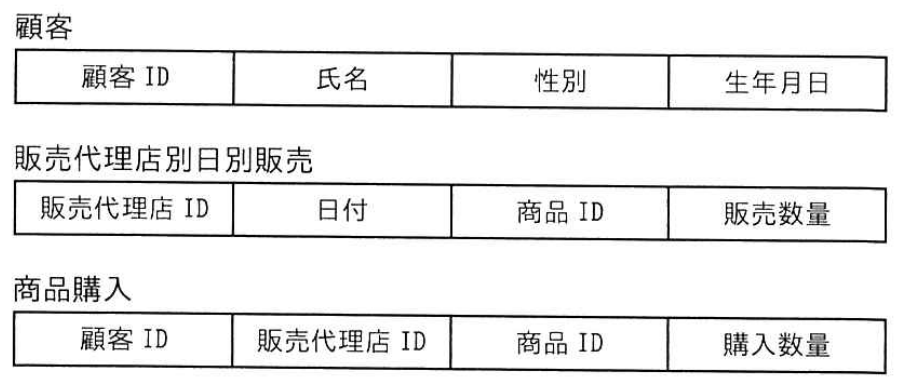 顧客
顧客 ID 氏名 性別 生年月日
販売代理店別日別販売
販売代理店 ID 日付 商品 ID 販売数量
商品購入
顧客 ID 販売代理店 ID 商品 ID 購入数量